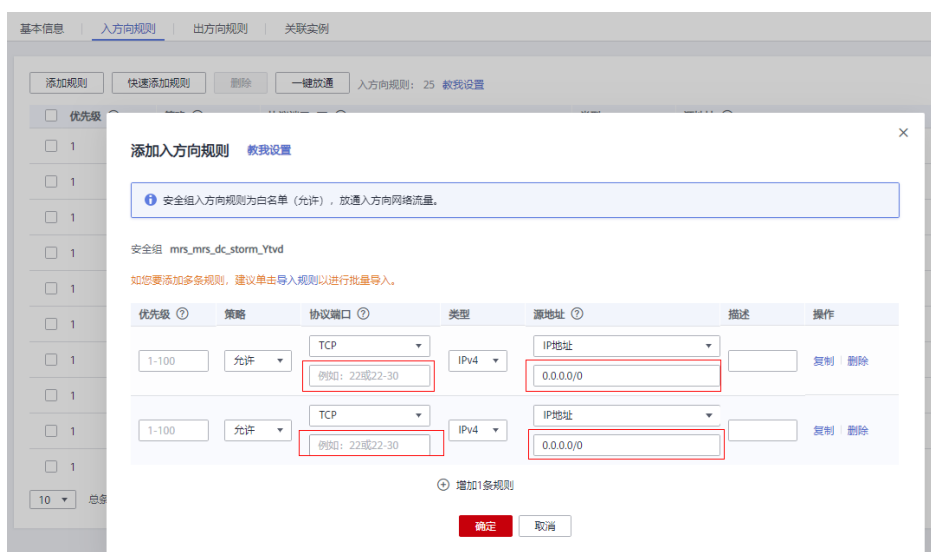 基本信息 入方向规则 出方向规则 关联实例
添加规则 快速添加规则 删除 一键放通 入方向规则: 25 教我设置
优先级
1
添加入方向规则 教我设置
1
安全组入方向规则为白名单（允许），放通入方向网络流量。
1
1
安全组 mrs_mrs_dc_storm_Ytvd
1
如您要添加多条规则，建议单击导入规则以进行批量导入。
优先级 策略 协议端口 类型 源地址 描述 操作
1
TCP IP地址
1
1-100 允许 IPv4 复制 删除
例如：22或22-30 0.0.0.0/0
1
TCP IP地址
1
1-100 允许 IPv4 复制 删除
例如：22或22-30 0.0.0.0/0
1
增加1条规则
10 总条
确定 取消